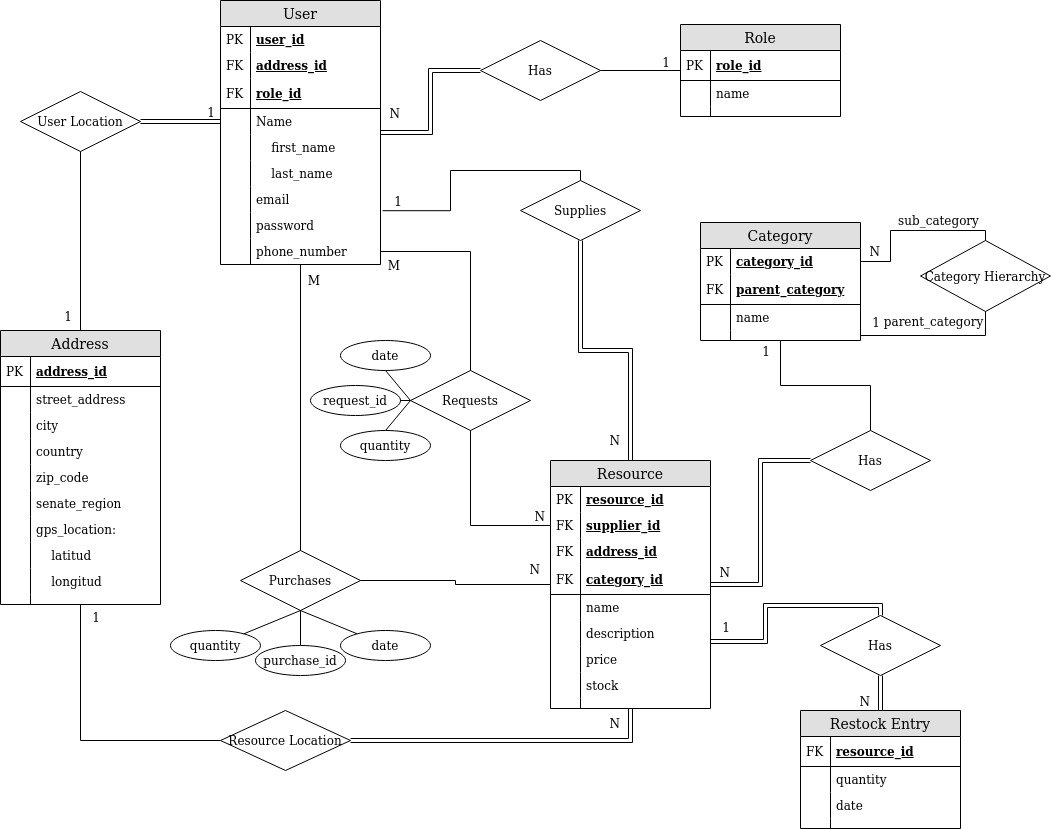 User
PK user_id
FK address_id
FK role_id
Name
first_name
last_name
email
password
phone_number
Has
N
1
Role
PK role_id
name
User Location
1
1
1
Supplies
N
Category
PK category_id
FK parent_category
name
sub_category
N
Category Hierarchy
1 parent_category
M
M
Address
PK address_id
street_address
city
country
zip_code
senate_region
gps_location:
latitud
longitud
1
date
request_id
quantity
Requests
N
1
Has
N
Resource
PK resource_id
FK supplier_id
FK address_id
FK category_id
name
description
price
stock
Purchases
N
quantity
purchase_id
date
1
Has
N
Resource Location
N
Restock Entry
FK resource_id
quantity
date